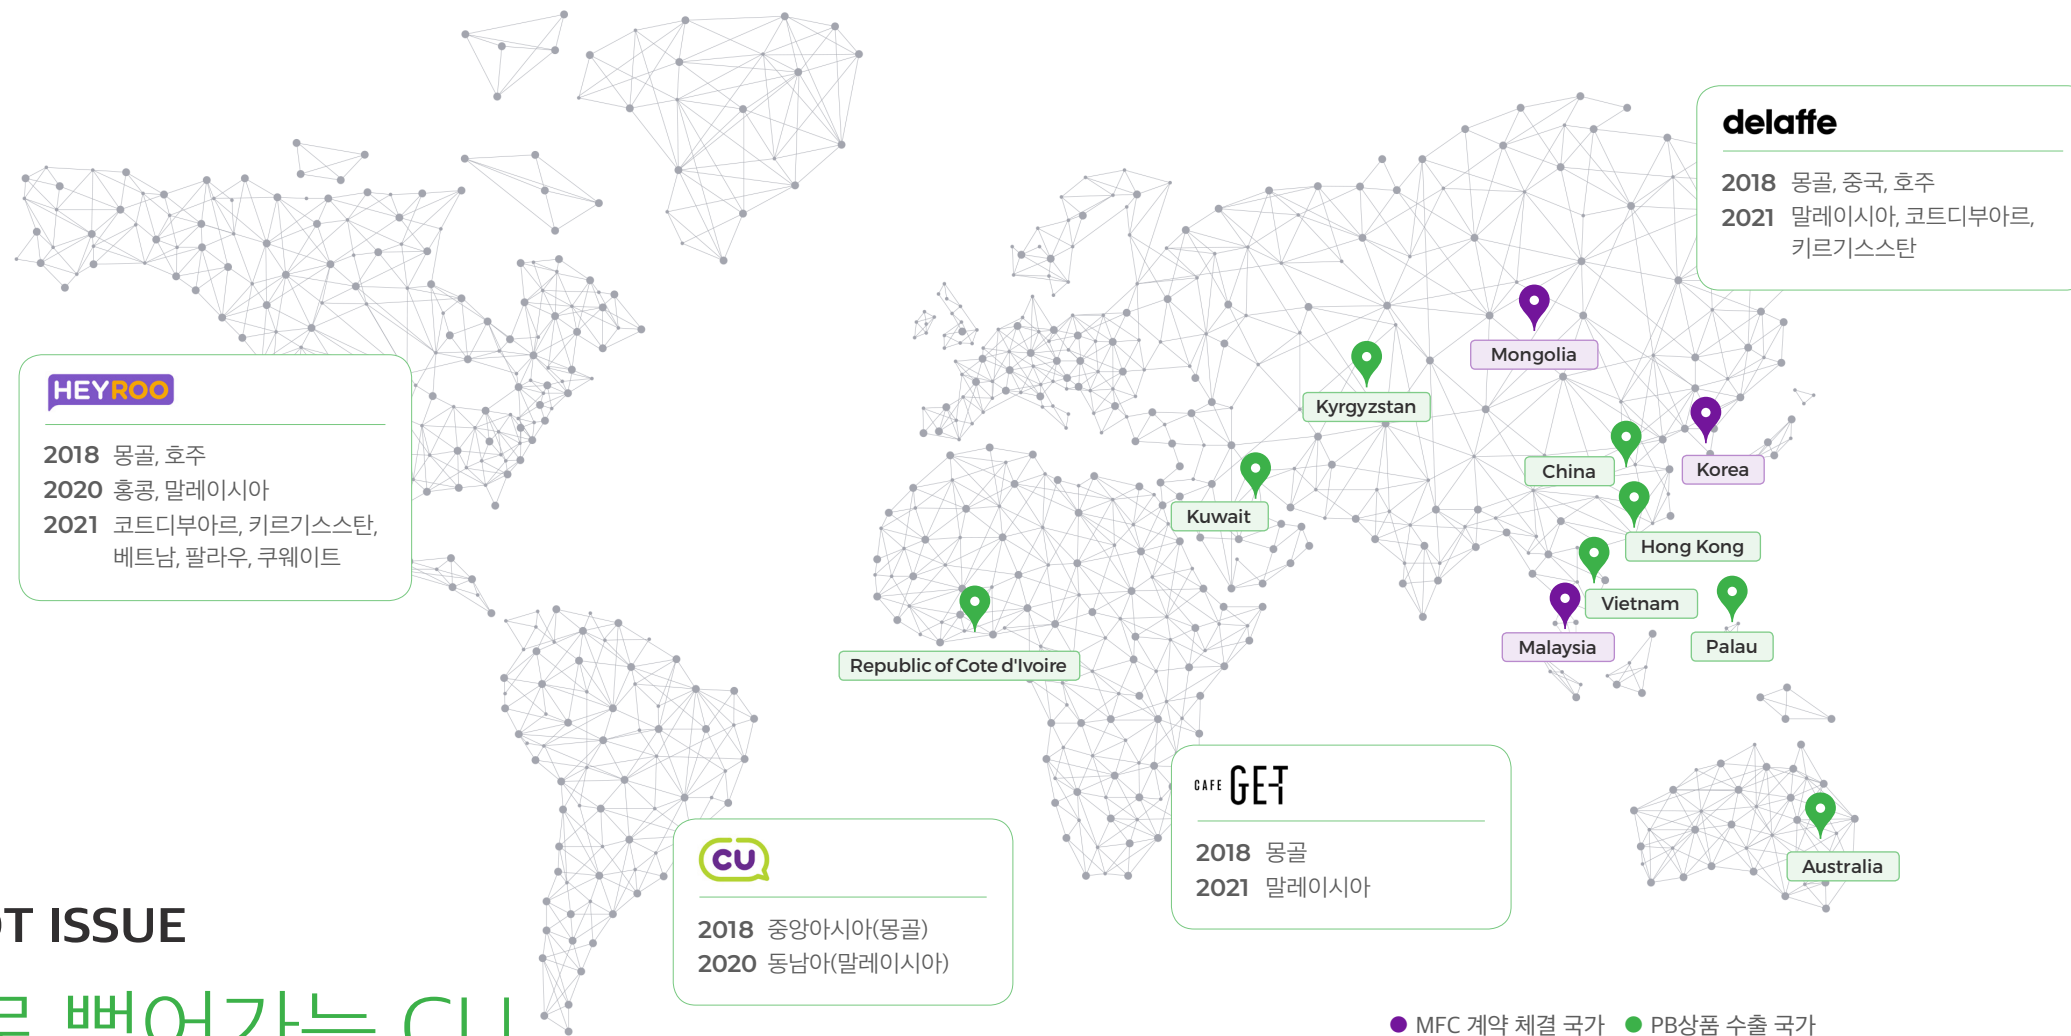 delaffe
2018 몽골, 중국, 호주
2021 말레이시아, 코트디부아르,
키르기스스탄
Mongolia
Kyrgyzstan
HEYROO
2018 몽골, 호주
2020 홍콩, 말레이시아
2021 코트디부아르, 키르기스스탄,
베트남, 팔라우, 쿠웨이트
China
Korea
Kuwait
Hong Kong
Vietnam
Malaysia
Palau
Republic of Cote d'Ivoire
CAFE GET
2018 몽골
2021 말레이시아
CU
2018 중앙아시아(몽골)
2020 동남아(말레이시아)
Australia
ISSUE
뻗어가는 CU
MFC 계약 체결 국가
PB상품 수출 국가